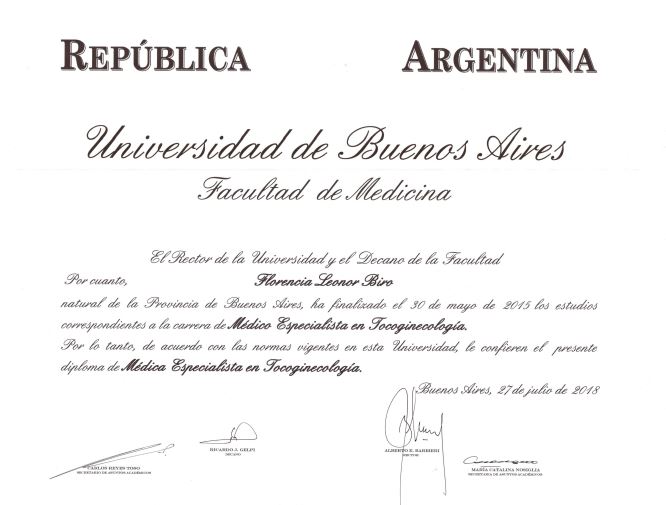 REPÚBLICA ARGENTINA
Universidad de Buenos Aires
Facultad de Medicina
El Rector de la Universidad y el Decano de la Facultad
Por cuanto, Florencia Leonor Biro
natural de la Provincia de Buenos Aires, ha finalizado el 30 de mayo de 2015 los estudios
correspondientes a la carrera de Médico Especialista en Tocoginecología.
Por lo tanto, de acuerdo con las normas vigentes en esta Universidad, le confieren el presente
diploma de Médica Especialista en Tocoginecología.
Buenos Aires, 27 de julio de 2018
CARLOS REYES TOSO
SECRETARIO DE ASUNTOS ACADÉMICOS
RICARDO J. GELPI
DECANO
ALBERTO E. BARBIERI
RECTOR
MARÍA CATALINA NOSIGLIA
SECRETARIA DE ASUNTOS ACADÉMICOS